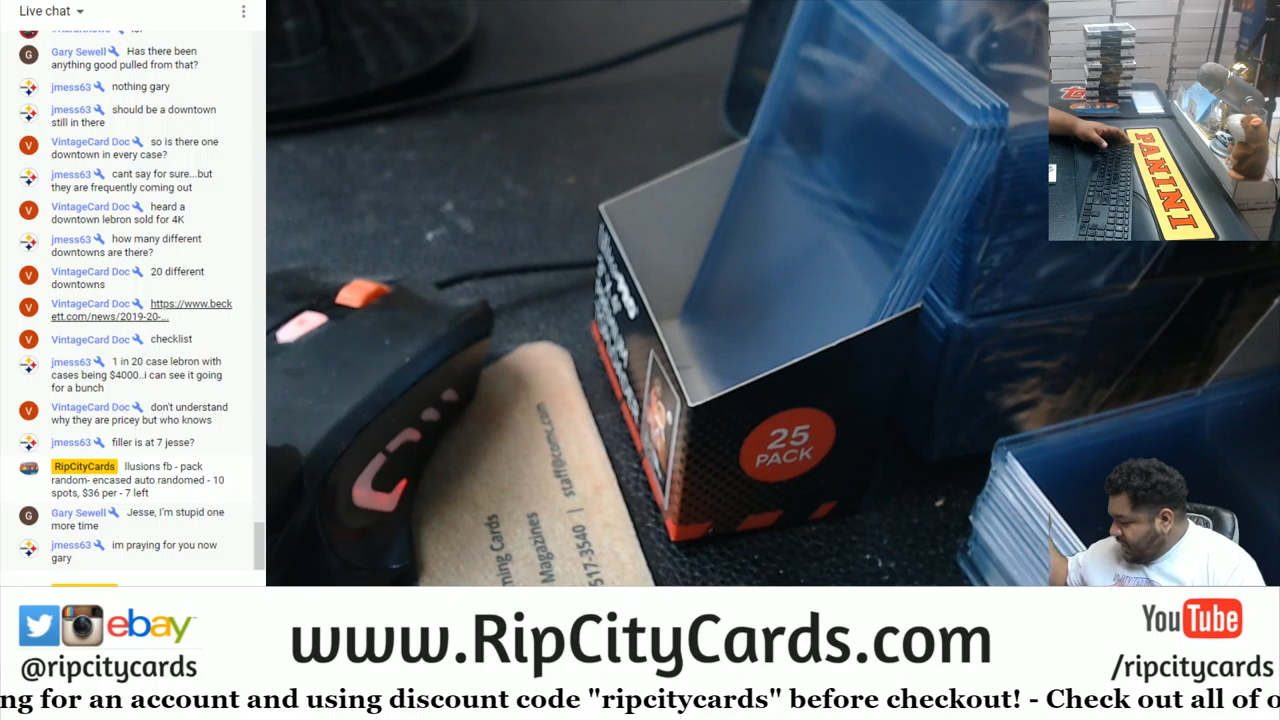 Live chat
Gary Sewell Has there been
anything good pulled from that?
jmess63 nothing gary
jmess63 should be a downtown
still in there
VintageCard Doc so is there one
downtown in every case?
jmess63 cant say for sure...but
they are frequently coming out
VintageCard Doc heard a
downtown lebron sold for 4K
jmess63 how many different
downtowns are there?
VintageCard Doc 20 different
downtowns
VintageCard Doc https://www.beck
ett.com/news/2019-20-...
VintageCard Doc checklist
jmess63 1 in 20 case lebron with
cases being $4000..i can see it going
for a bunch
VintageCard Doc don't understand
why they are pricey but who knows
jmess63 filler is at 7 jesse?
RipCityCards Illusions fb - pack
random- encased auto randomed - 10
spots, $36 per - 7 left
Gary Sewell Jesse, I'm stupid one
more time
jmess63 im praying for you now
gary
25
PACK
Magazines
517-3540 |
PANINI
ebay
@ripcitycards
www.RipCityCards.com
YouTube
/ripcitycards
ng for an account and using discount code "ripcitycards" before checkout! - Check out all of o